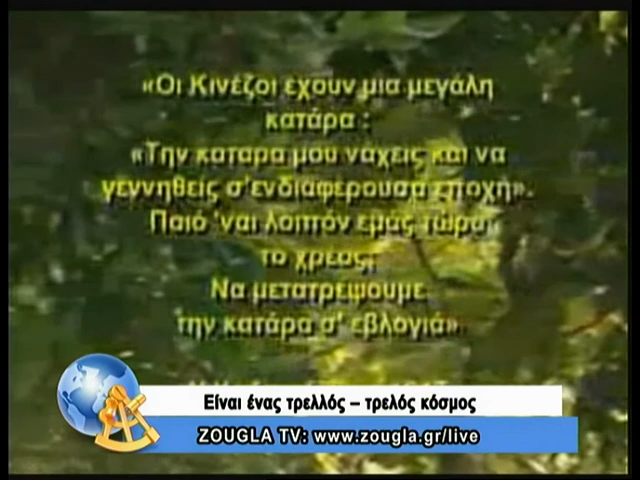 «Οι Κινέζοι έχουν μια μεγάλη
κατάρα :
«Την κατάρα μου νάχεις και να
γεννηθείς σ'ενδιαφέρουσα εποχή».
Ποιό 'ναι λοιπόν εμάς τώρα
το χρέος;
Να μετατρέψουμε
την κατάρα σ' εβλογιά»
Είναι ένας τρελλός – τρελός κόσμος
ZOUGLA TV: www.zougla.gr/live